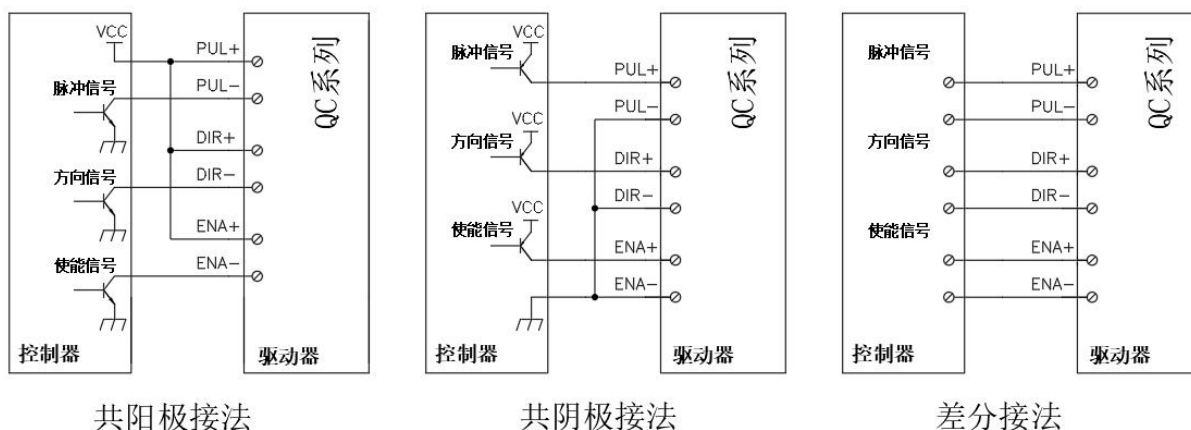 VCC
PUL+
脉冲信号
PUL-
DIR+
方向信号
DIR-
ENA+
使能信号
ENA-
控制器
驱动器
QC系列
共阳极接法
VCC
脉冲信号
PUL+
PUL-
VCC
方向信号
DIR+
DIR-
VCC
使能信号
ENA+
ENA-
控制器
驱动器
QC系列
共阴极接法
脉冲信号
PUL+
PUL-
方向信号
DIR+
DIR-
使能信号
ENA+
ENA-
控制器
驱动器
QC系列
差分接法